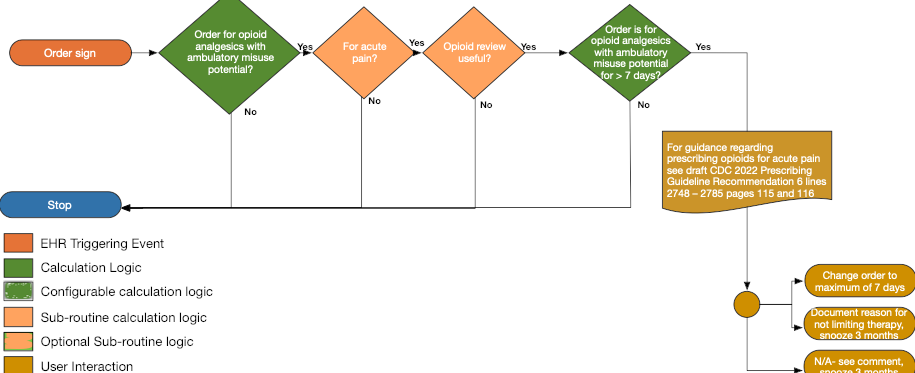 Order sign
Order for opioid
analgesics with
ambulatory misuse
potential?
Yes
No
For acute
pain?
Yes
No
Opioid review
useful?
Yes
No
Order is for
opioid analgesics
with ambulatory
misuse potential
for > 7 days?
Yes
No
For guidance regarding
prescribing opioids for acute pain
see draft CDC 2022 Prescribing
Guideline Recommendation 6 lines
2748 – 2785 pages 115 and 116
Stop
EHR Triggering Event
Calculation Logic
Configurable calculation logic
Sub-routine calculation logic
Optional Sub-routine logic
User Interaction
Change order to
maximum of 7 days
Document reason for
not limiting therapy,
snooze 3 months
N/A- see comment,
snooze 3 months